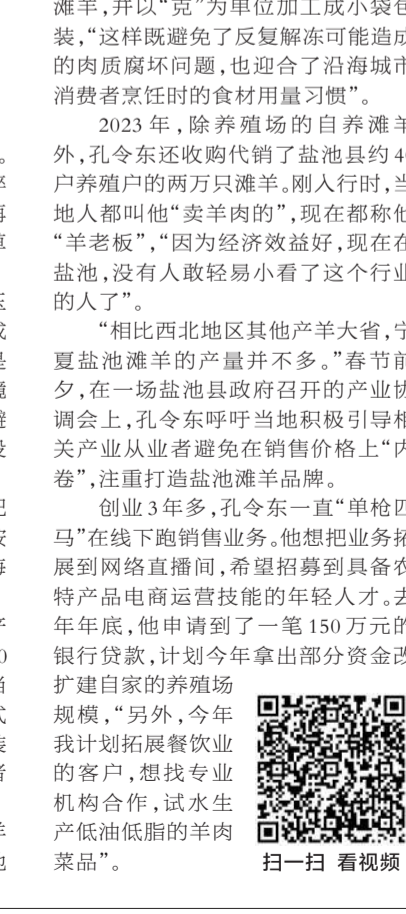 滩羊，并以“克”为单位加工成小袋包
装，“这样既避免了反复解冻可能造成
的肉质腐坏问题，也迎合了沿海城市
消费者烹饪时的食材用量习惯”。
2023年，除养殖场的自养滩羊
外，孔令东还收购代销了盐池县约40
户养殖户的两万只滩羊。刚入行时，当
地人都叫他“卖羊肉的”，现在都称他
“羊老板”，“因为经济效益好，现在在
盐池，没有人敢轻易小看了这个行业
的人了”。
“相比西北地区其他产羊大省，宁
夏盐池滩羊的产量并不多。”春节前
夕，在一场盐池县政府召开的产业协
调会上，孔令东呼吁当地积极引导相
关产业从业者避免在销售价格上“内
卷”，注重打造盐池滩羊品牌。
创业3年多，孔令东一直“单枪匹
马”在线下跑销售业务。他想把业务拓
展到网络直播间，希望招募到具备农
特产品电商运营技能的年轻人才。去
年年底，他申请到了一笔150万元的
银行贷款，计划今年拿出部分资金改
扩建自家的养殖场
规模，“另外，今年
我计划拓展餐饮业
的客户，想找专业
机构合作，试水生
产低油低脂的羊肉
菜品”。
扫一扫 看视频